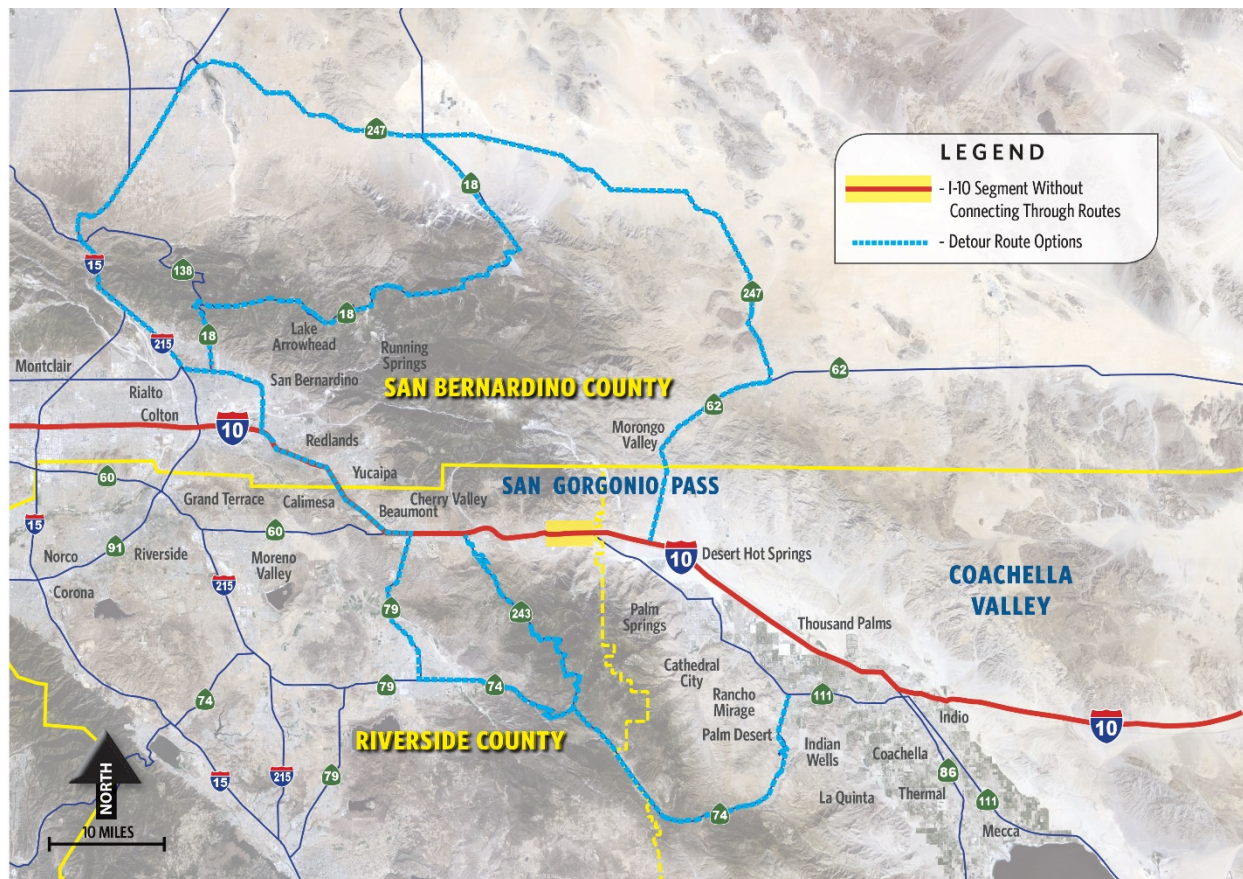 LEGEND
- I-10 Segment Without
Connecting Through Routes
- Detour Route Options
247
18
15
138
18
247
18
215
Lake
Arrowhead
Running
Springs
Montclair
San Bernardino
SAN BERNARDINO COUNTY
62
Rialto
62
Colton
10
Redlands
Morongo
Valley
Yucaipa
60
Grand Terrace
Calimesa
Cherry Valley
SAN GORGONIO PASS
Beaumont
15
60
91
Norco
Riverside
Moreno
Valley
10
Desert Hot Springs
Corona
215
COACHELLA
VALLEY
79
243
Palm
Springs
Thousand Palms
Cathedral
City
74
79
74
Rancho
Mirage
111
Indio
10
RIVERSIDE COUNTY
Palm Desert
Indian
Wells
Coachella
NORTH
15
215
79
86
La Quinta
Thermal
111
74
Mecca
10 MILES